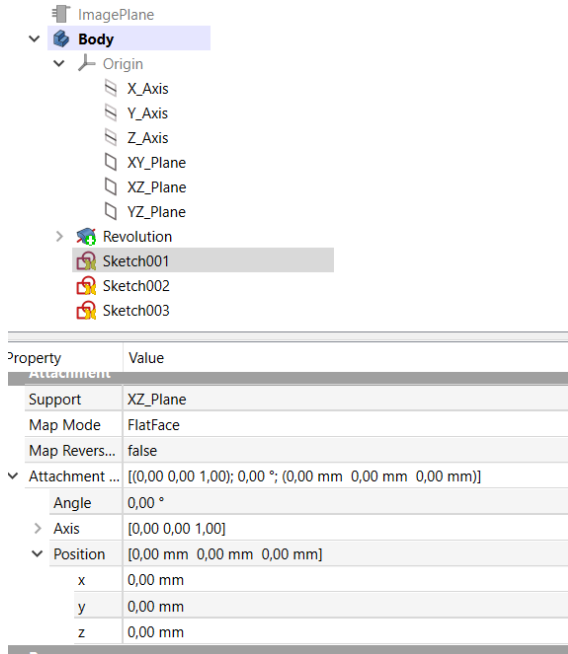 ImagePlane
Body
Origin
X_Axis
Y_Axis
Z_Axis
XY_Plane
XZ_Plane
YZ_Plane
Revolution
Sketch001
Sketch002
Sketch003
Property Value
Attachment
Support XZ_Plane
Map Mode FlatFace
Map Revers... false
Attachment ... [(0,00 0,00 1,00); 0,00 °; (0,00 mm 0,00 mm 0,00 mm)]
Angle 0,00 °
Axis [0,00 0,00 1,00]
Position [0,00 mm 0,00 mm 0,00 mm]
x 0,00 mm
y 0,00 mm
z 0,00 mm